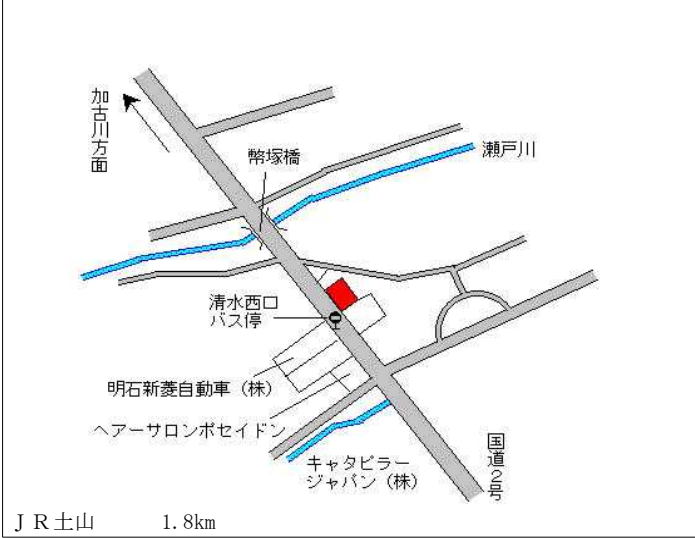 加古川方面
幣塚橋
瀬戸川
清水西口
バス停
明石新菱自動車(株)
ヘアーサロンポセイドン
キャタピラー
ジャパン(株)
国道2号
JR土山 1.8km